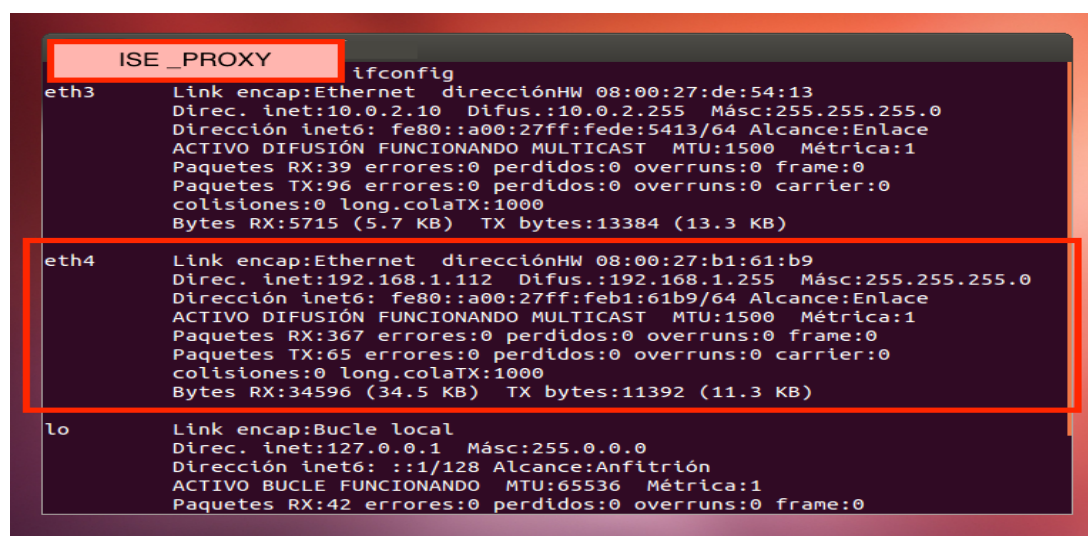 ISE _PROXY
ifconfig
eth3 Link encap:Ethernet direcciónHW 08:00:27:de:54:13
Direc. inet:10.0.2.10 Difus.:10.0.2.255 Másc:255.255.255.0
Dirección inet6: fe80::a00:27ff:fede:5413/64 Alcance:Enlace
ACTIVO DIFUSIÓN FUNCIONANDO MULTICAST MTU:1500 Métrica:1
Paquetes RX:39 errores:0 perdidos:0 overruns:0 frame:0
Paquetes TX:96 errores:0 perdidos:0 overruns:0 carrier:0
colisiones:0 long.colaTX:1000
Bytes RX:5715 (5.7 KB) TX bytes:13384 (13.3 KB)
eth4 Link encap:Ethernet direcciónHW 08:00:27:b1:61:b9
Direc. inet:192.168.1.112 Difus.:192.168.1.255 Másc:255.255.255.0
Dirección inet6: fe80::a00:27ff:feb1:61b9/64 Alcance:Enlace
ACTIVO DIFUSIÓN FUNCIONANDO MULTICAST MTU:1500 Métrica:1
Paquetes RX:367 errores:0 perdidos:0 overruns:0 frame:0
Paquetes TX:65 errores:0 perdidos:0 overruns:0 carrier:0
colisiones:0 long.colaTX:1000
Bytes RX:34596 (34.5 KB) TX bytes:11392 (11.3 KB)
lo Link encap:Bucle local
Direc. inet:127.0.0.1 Másc:255.0.0.0
Dirección inet6: ::1/128 Alcance:Anfitrión
ACTIVO BUCLE FUNCIONANDO MTU:65536 Métrica:1
Paquetes RX:42 errores:0 perdidos:0 overruns:0 frame:0